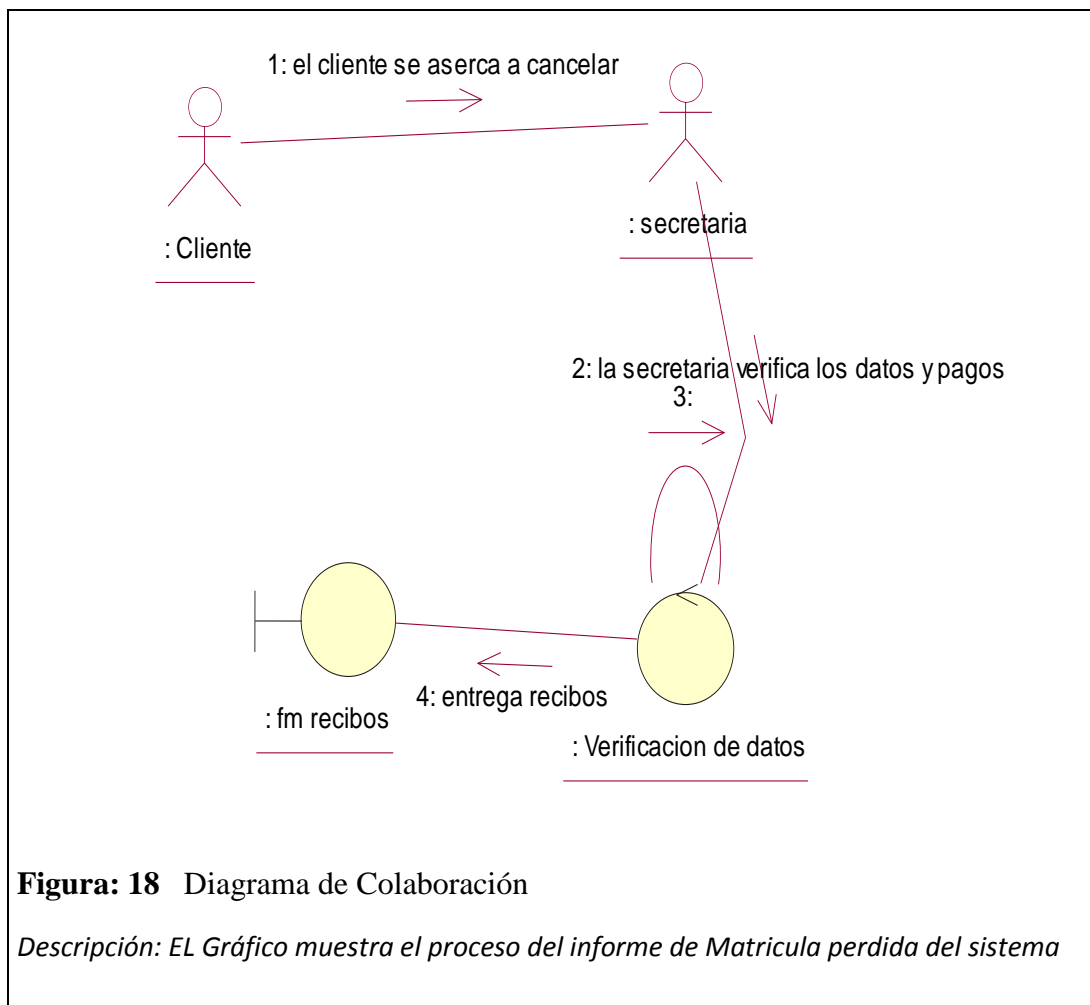 1: el cliente se aserca a cancelar
: Cliente
: secretaria
2: la secretaria verifica los datos y pagos
3:
4: entrega recibos
: fm recibos
: Verificacion de datos
Figura: 18 Diagrama de Colaboración
Descripción: EL Gráfico muestra el proceso del informe de Matricula perdida del sistema